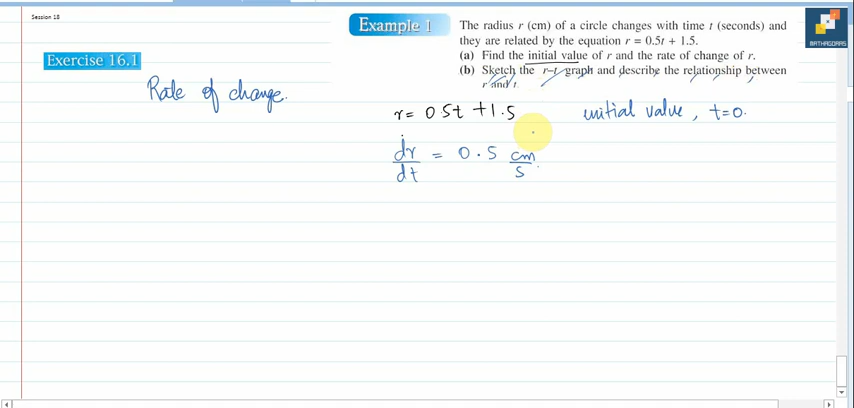 Session 18
Example 1
The radius r (cm) of a circle changes with time t (seconds) and
they are related by the equation r = 0.5t + 1.5.
(a) Find the initial value of r and the rate of change of r.
(b) Sketch the r–t graph and describe the relationship between
r and t.
MATHAGORAS
Exercise 16.1
Rate of change.
r = 0.5t + 1.5
initial value, t = 0.
dr/dt = 0.5 cm/s